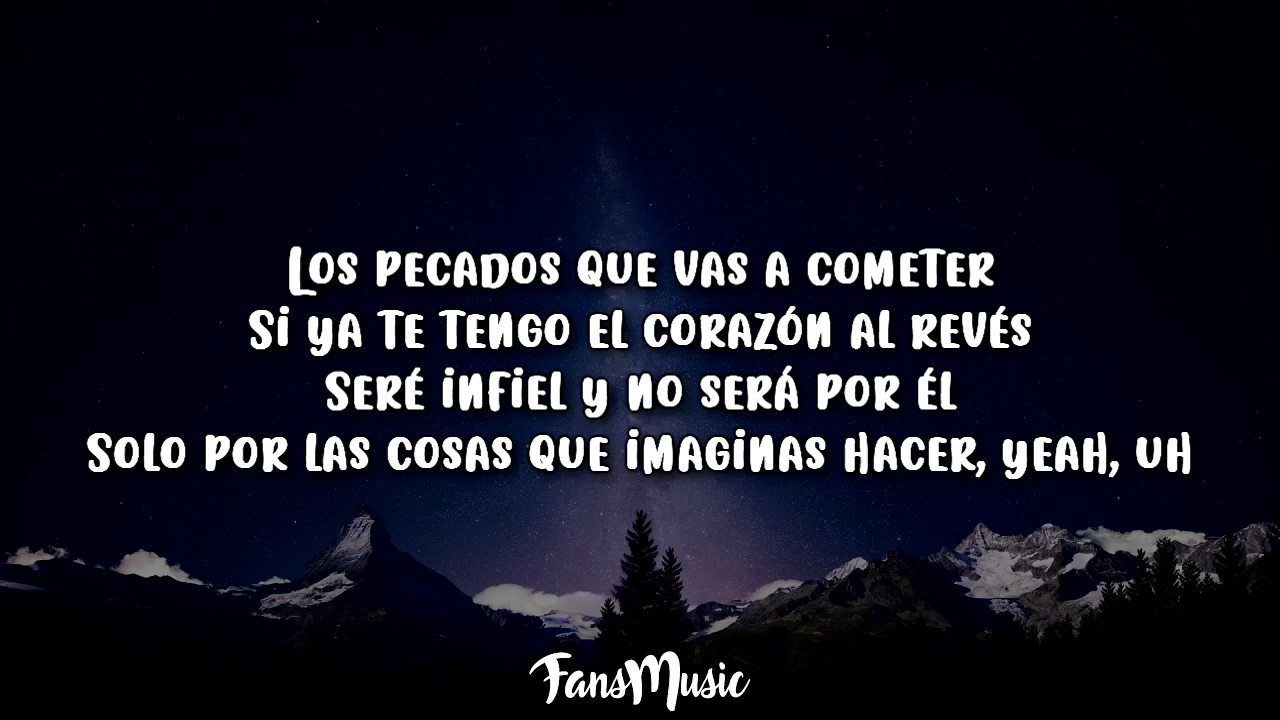 Los pecados que vas a cometer
Si ya te tengo el corazón al revés
Seré infiel y no será por él
Solo por las cosas que imaginas hacer, yeah, uh
FansMusic